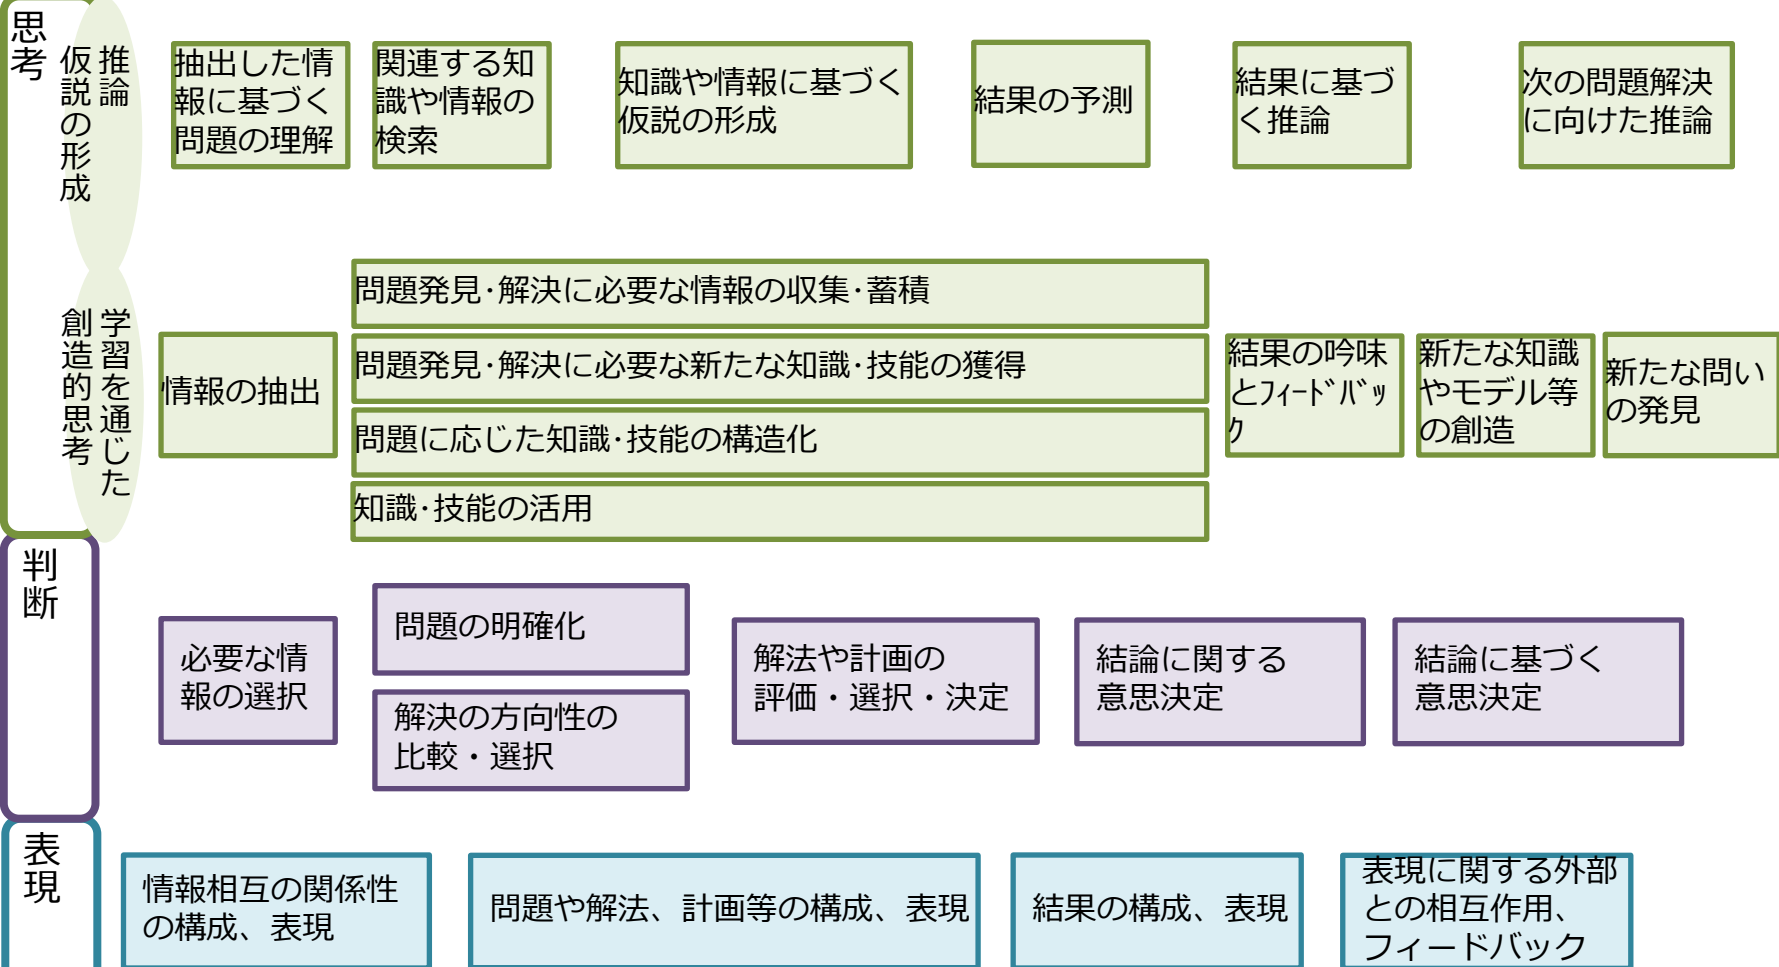 思考
推論
仮説の形成
抽出した情
報に基づく
問題の理解
関連する知
識や情報の
検索
知識や情報に基づく
仮説の形成
結果の予測
結果に基づ
く推論
次の問題解決
に向けた推論
学習を通じた
創造的思考
情報の抽出
問題発見･解決に必要な情報の収集･蓄積
問題発見･解決に必要な新たな知識･技能の獲得
問題に応じた知識･技能の構造化
知識･技能の活用
結果の吟味
とﾌｨｰﾄﾞﾊﾞｯ
ｸ
新たな知識
やモデル等
の創造
新たな問い
の発見
判断
必要な情
報の選択
問題の明確化
解決の方向性の
比較・選択
解法や計画の
評価・選択・決定
結論に関する
意思決定
結論に基づく
意思決定
表現
情報相互の関係性
の構成、表現
問題や解法、計画等の構成、表現
結果の構成、表現
表現に関する外部
との相互作用、
フィードバック